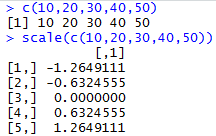 > c(10,20,30,40,50)
[1] 10 20 30 40 50
> scale(c(10,20,30,40,50))
[,1]
[1,] -1.2649111
[2,] -0.6324555
[3,] 0.0000000
[4,] 0.6324555
[5,] 1.2649111